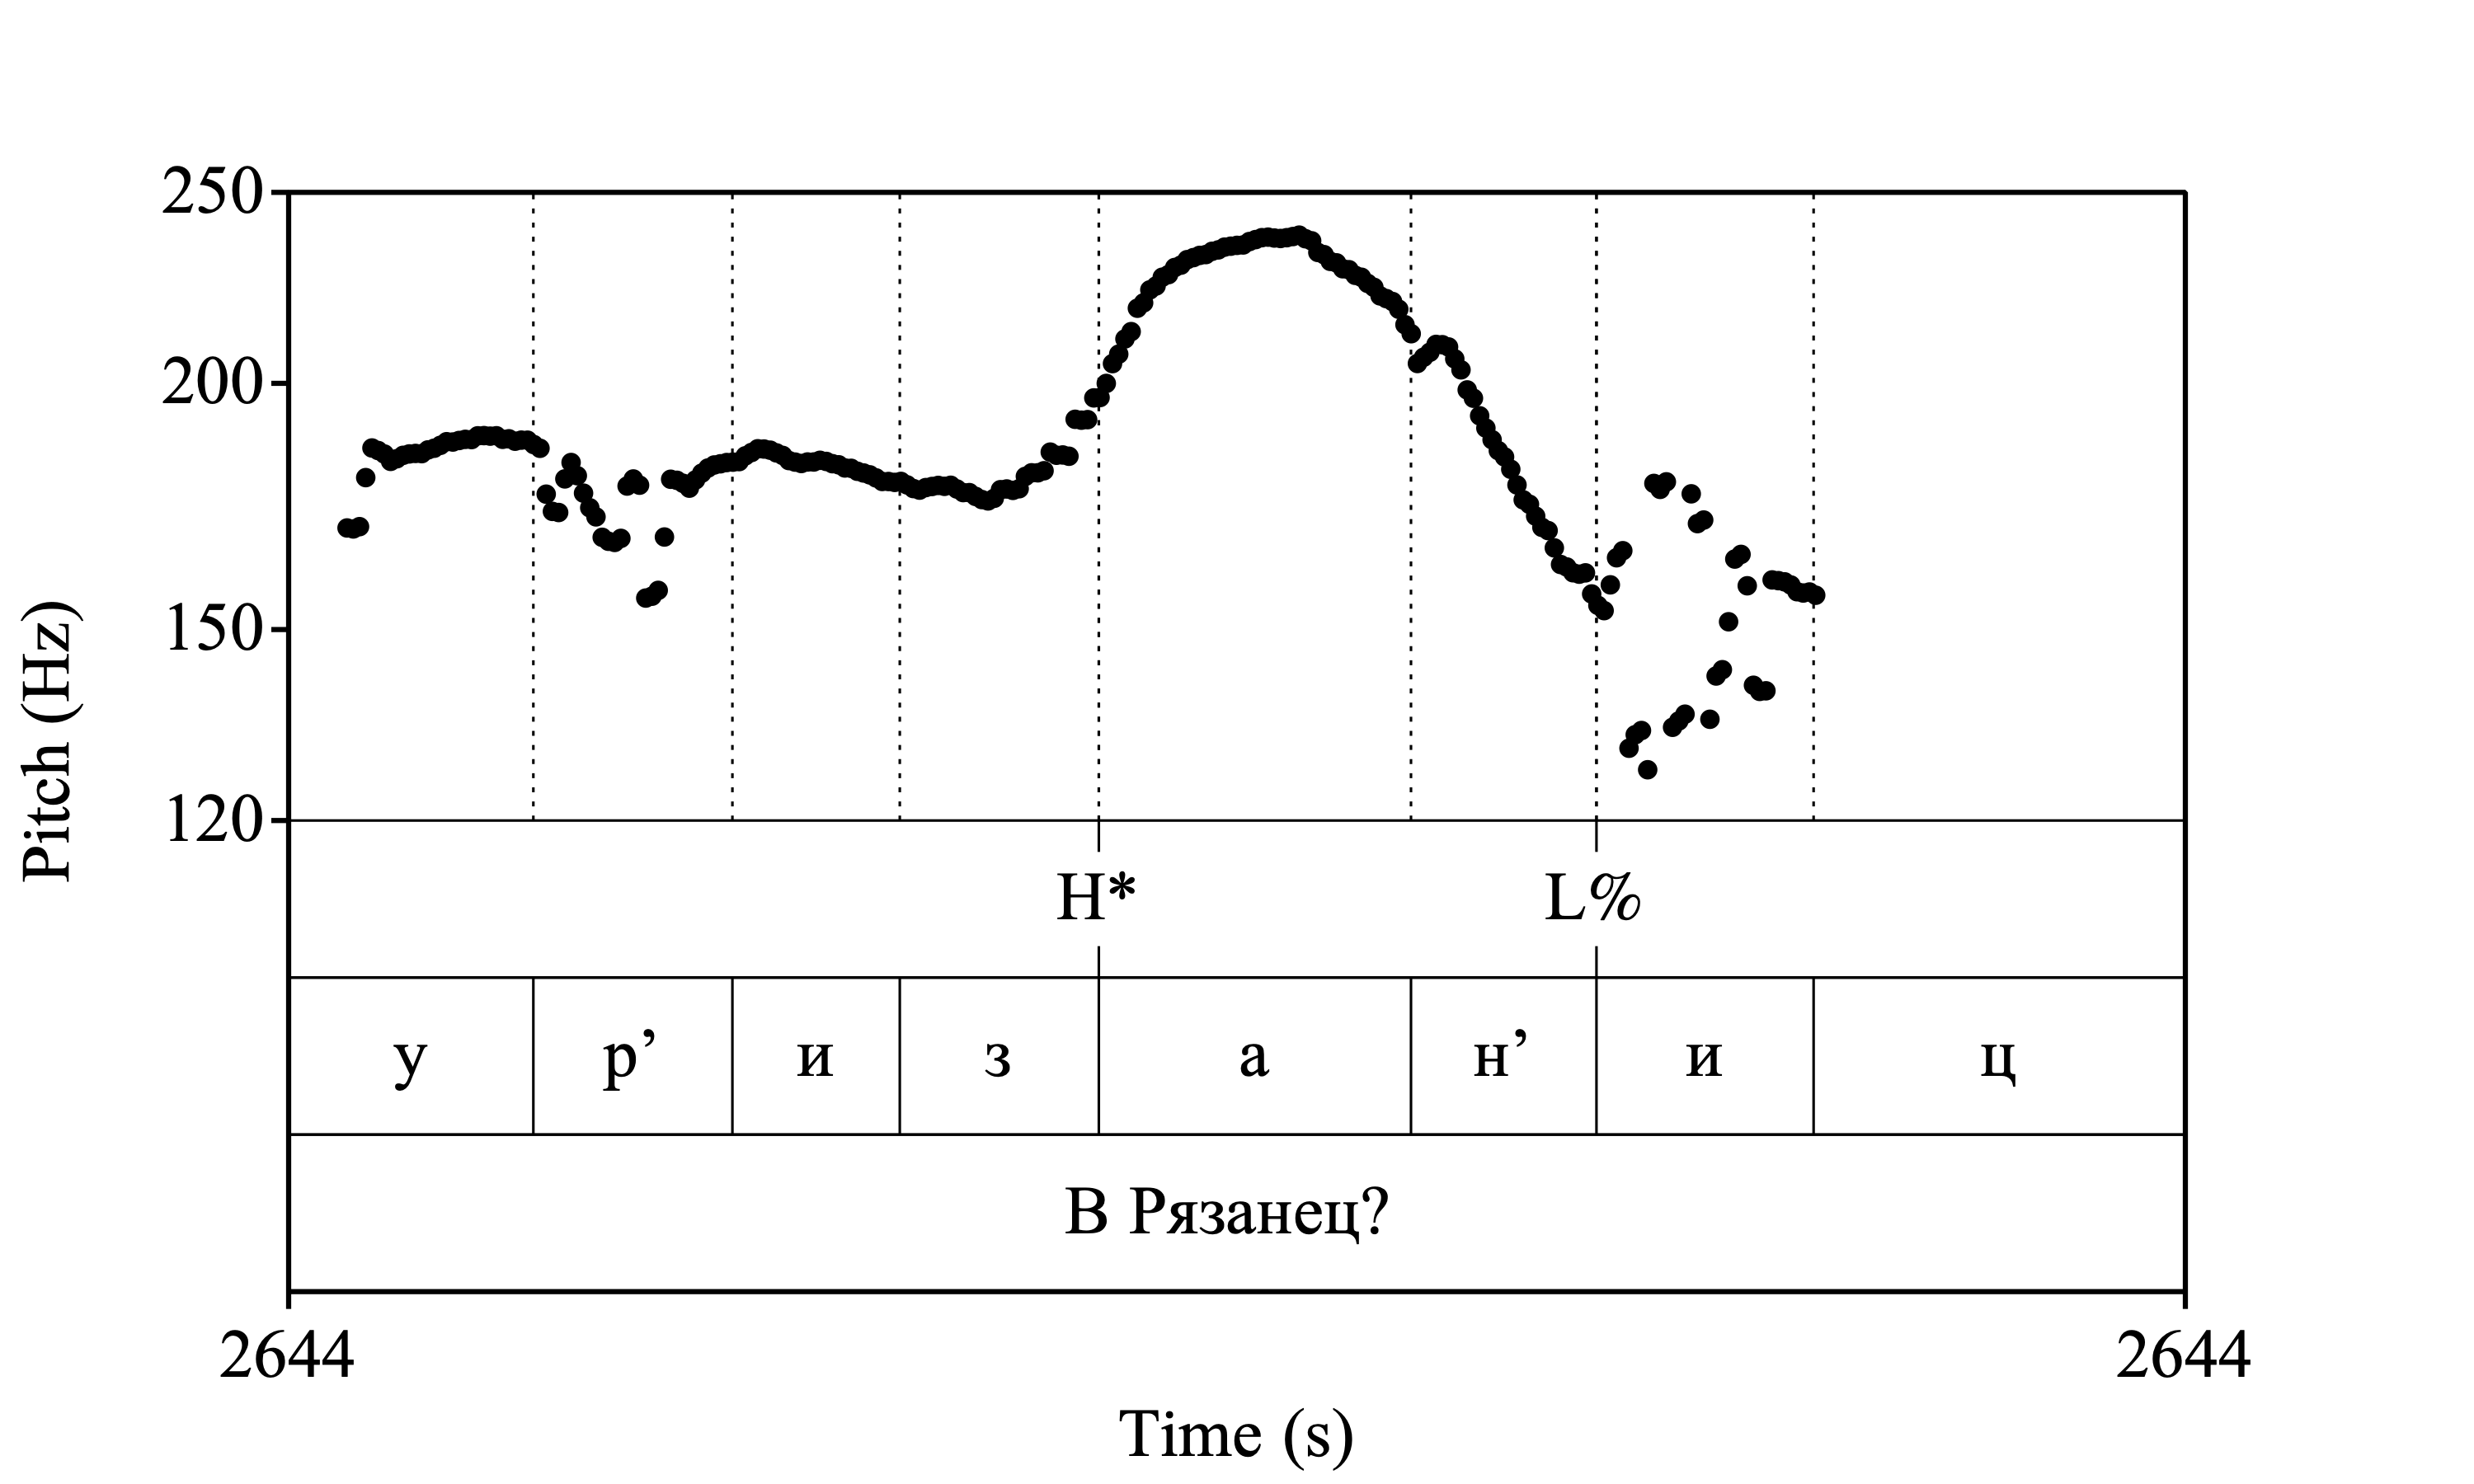 250
200
150
120
Pitch (Hz)
H* L%
у р’ и з а н’ и ц
В Рязанец?
2644 2644
Time (s)